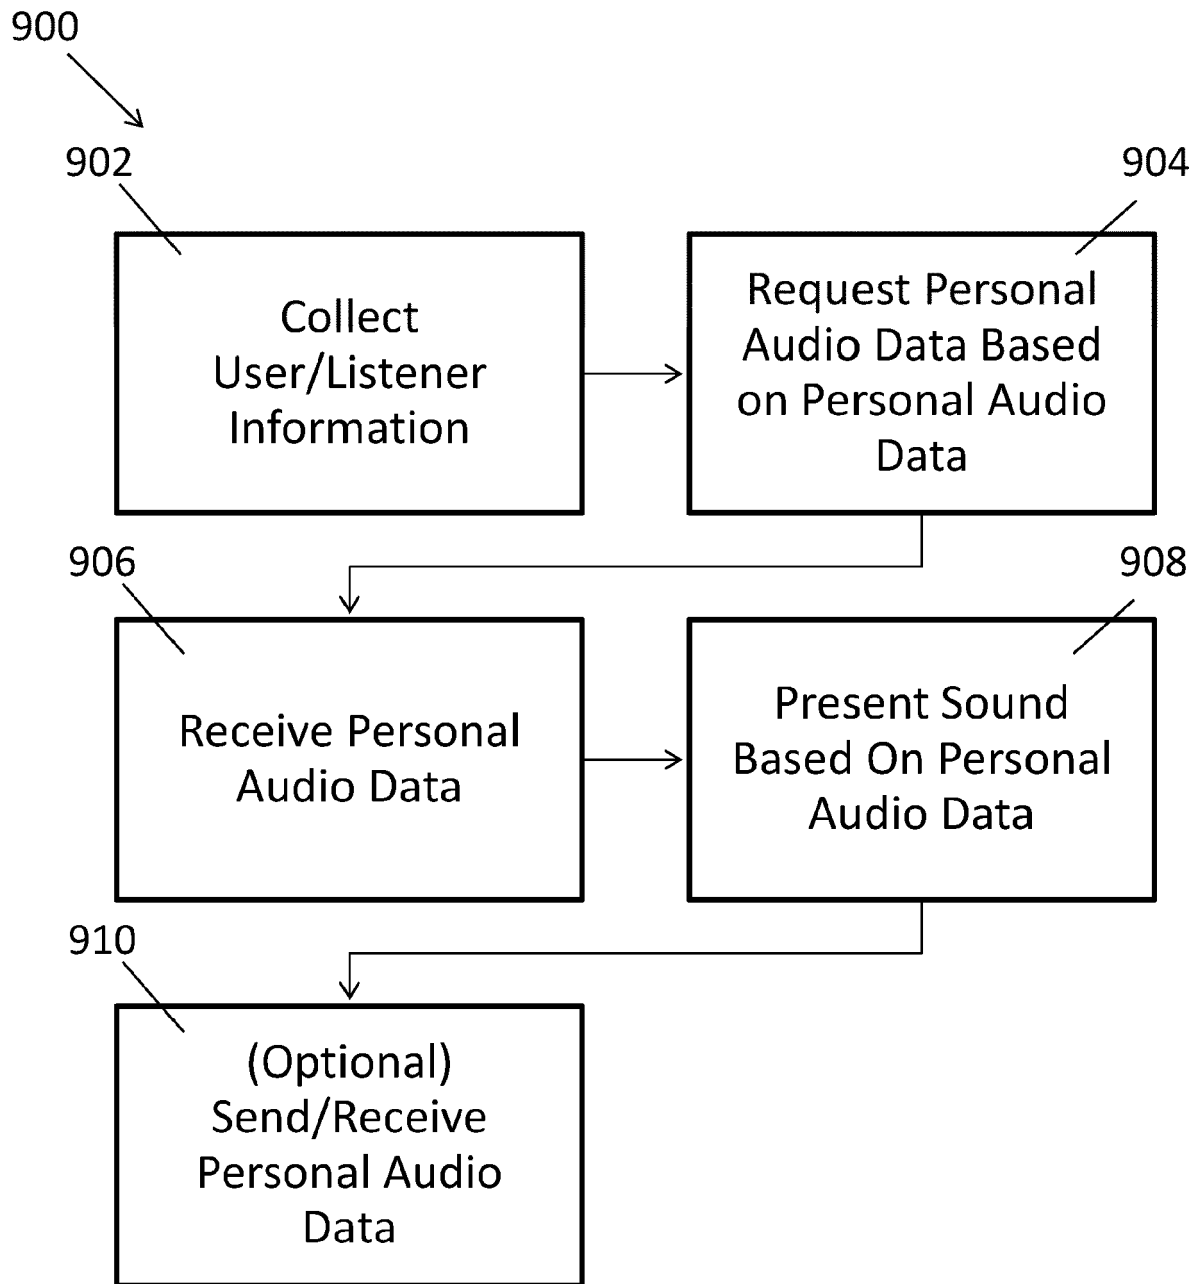 900
902
904
Collect
User/Listener
Information
Request Personal
Audio Data Based
on Personal Audio
Data
906
908
Receive Personal
Audio Data
Present Sound
Based On Personal
Audio Data
910
(Optional)
Send/Receive
Personal Audio
Data